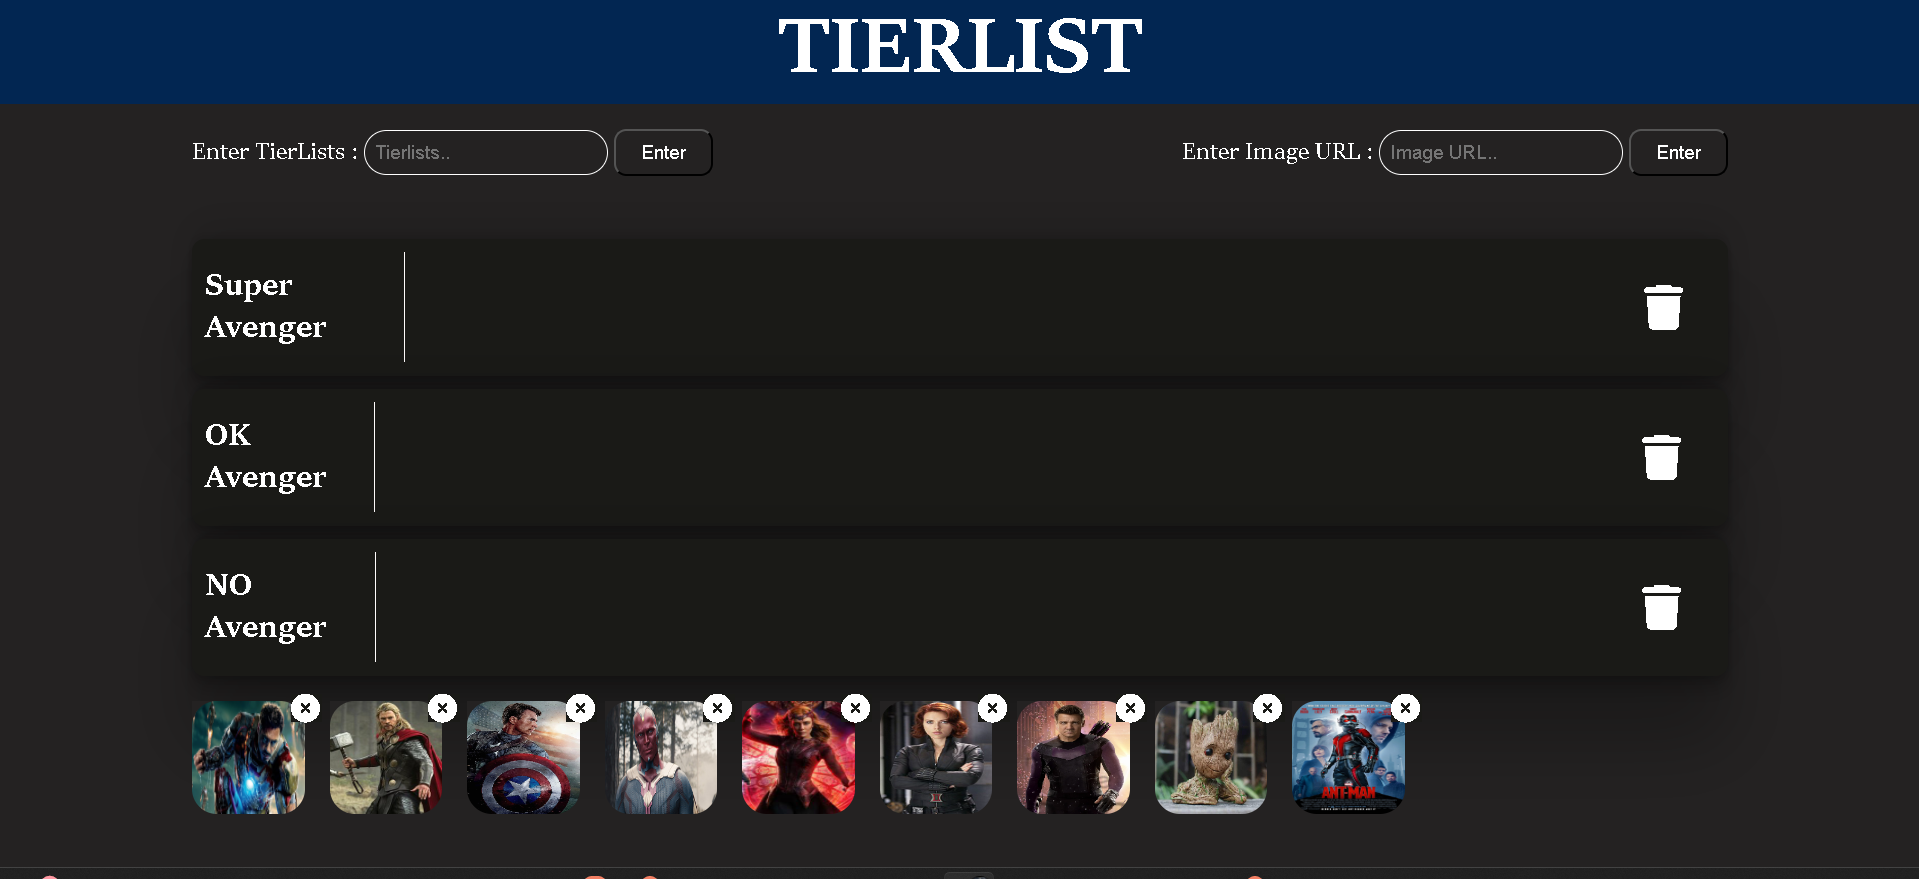 TIERLIST
Enter TierLists : Tierlists.. Enter
Enter Image URL : Image URL.. Enter
Super
Avenger
OK
Avenger
NO
Avenger
ANT-MAN